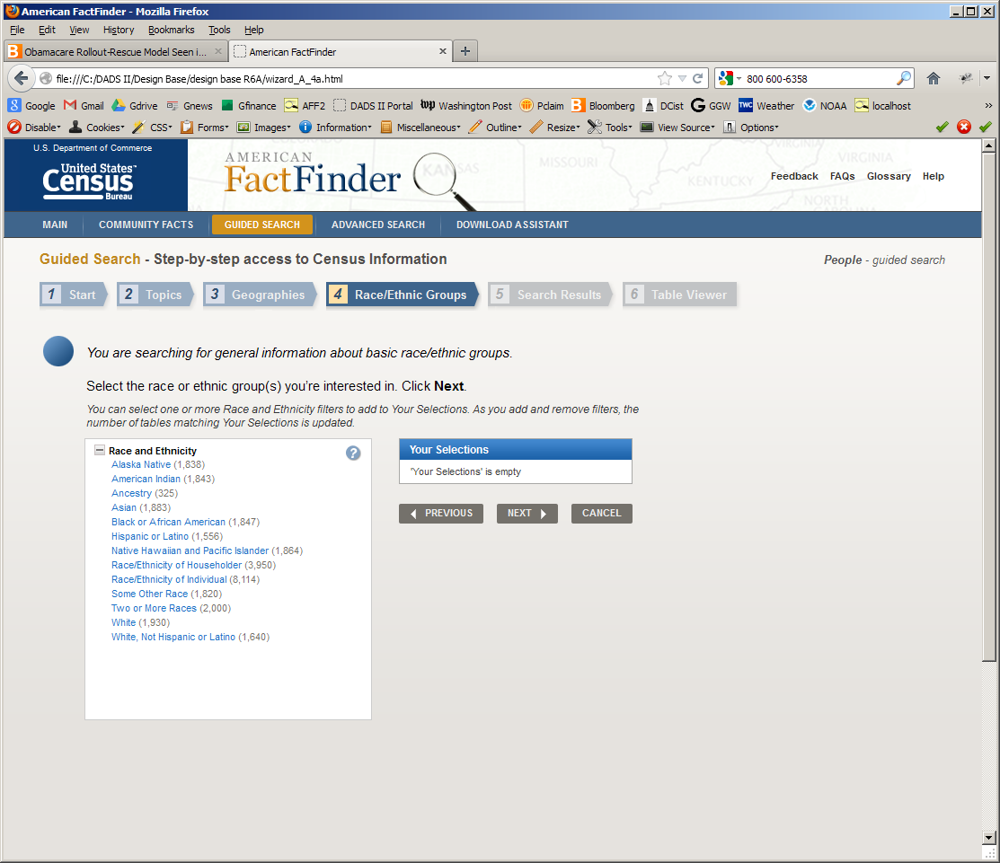 American FactFinder - Mozilla Firefox
File Edit View History Bookmarks Tools Help
Obamacare Rollout-Rescue Model Seen i... American FactFinder
file:///C:/DADS II/Design Base/design base R6A/wizard_A_4a.html 800 600-6358
Google Gmail Gdrive Gnews Gfinance AFF2 DADS II Portal Washington Post Pclaim Bloomberg DCist GGW Weather NOAA localhost
Disable Cookies CSS Forms Images Information Miscellaneous Outline Resize Tools View Source Options
U.S. Department of Commerce
United States™
Census
Bureau
AMERICAN
FactFinder
KANSAS
MISSOURI
KENTUCKY
VIRGINIA
NORTH
Feedback FAQs Glossary Help
MAIN COMMUNITY FACTS GUIDED SEARCH ADVANCED SEARCH DOWNLOAD ASSISTANT
Guided Search - Step-by-step access to Census Information
People - guided search
1 Start 2 Topics 3 Geographies 4 Race/Ethnic Groups 5 Search Results 6 Table Viewer
You are searching for general information about basic race/ethnic groups.
Select the race or ethnic group(s) you’re interested in. Click Next.
You can select one or more Race and Ethnicity filters to add to Your Selections. As you add and remove filters, the
number of tables matching Your Selections is updated.
Race and Ethnicity ?
Alaska Native (1,838)
American Indian (1,843)
Ancestry (325)
Asian (1,883)
Black or African American (1,847)
Hispanic or Latino (1,556)
Native Hawaiian and Pacific Islander (1,864)
Race/Ethnicity of Householder (3,950)
Race/Ethnicity of Individual (8,114)
Some Other Race (1,820)
Two or More Races (2,000)
White (1,930)
White, Not Hispanic or Latino (1,640)
Your Selections
'Your Selections' is empty
PREVIOUS NEXT CANCEL